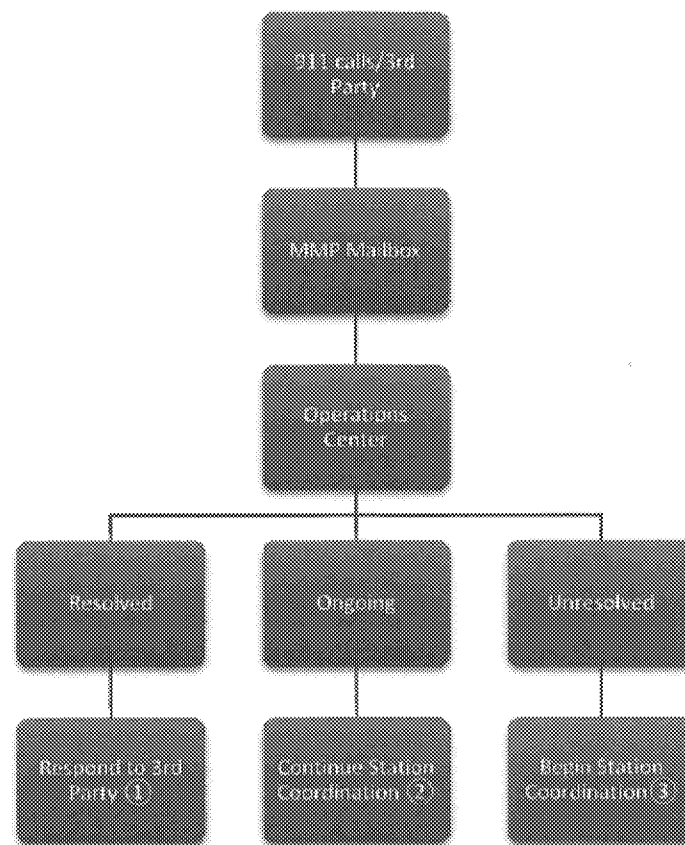 911 calls/3rd
Party
MMP Mailbox
Operations
Center
Resolved
Ongoing
Unresolved
Respond to 3rd
Party (①)
Continue Station
Coordination (②)
Begin Station
Coordination(③)